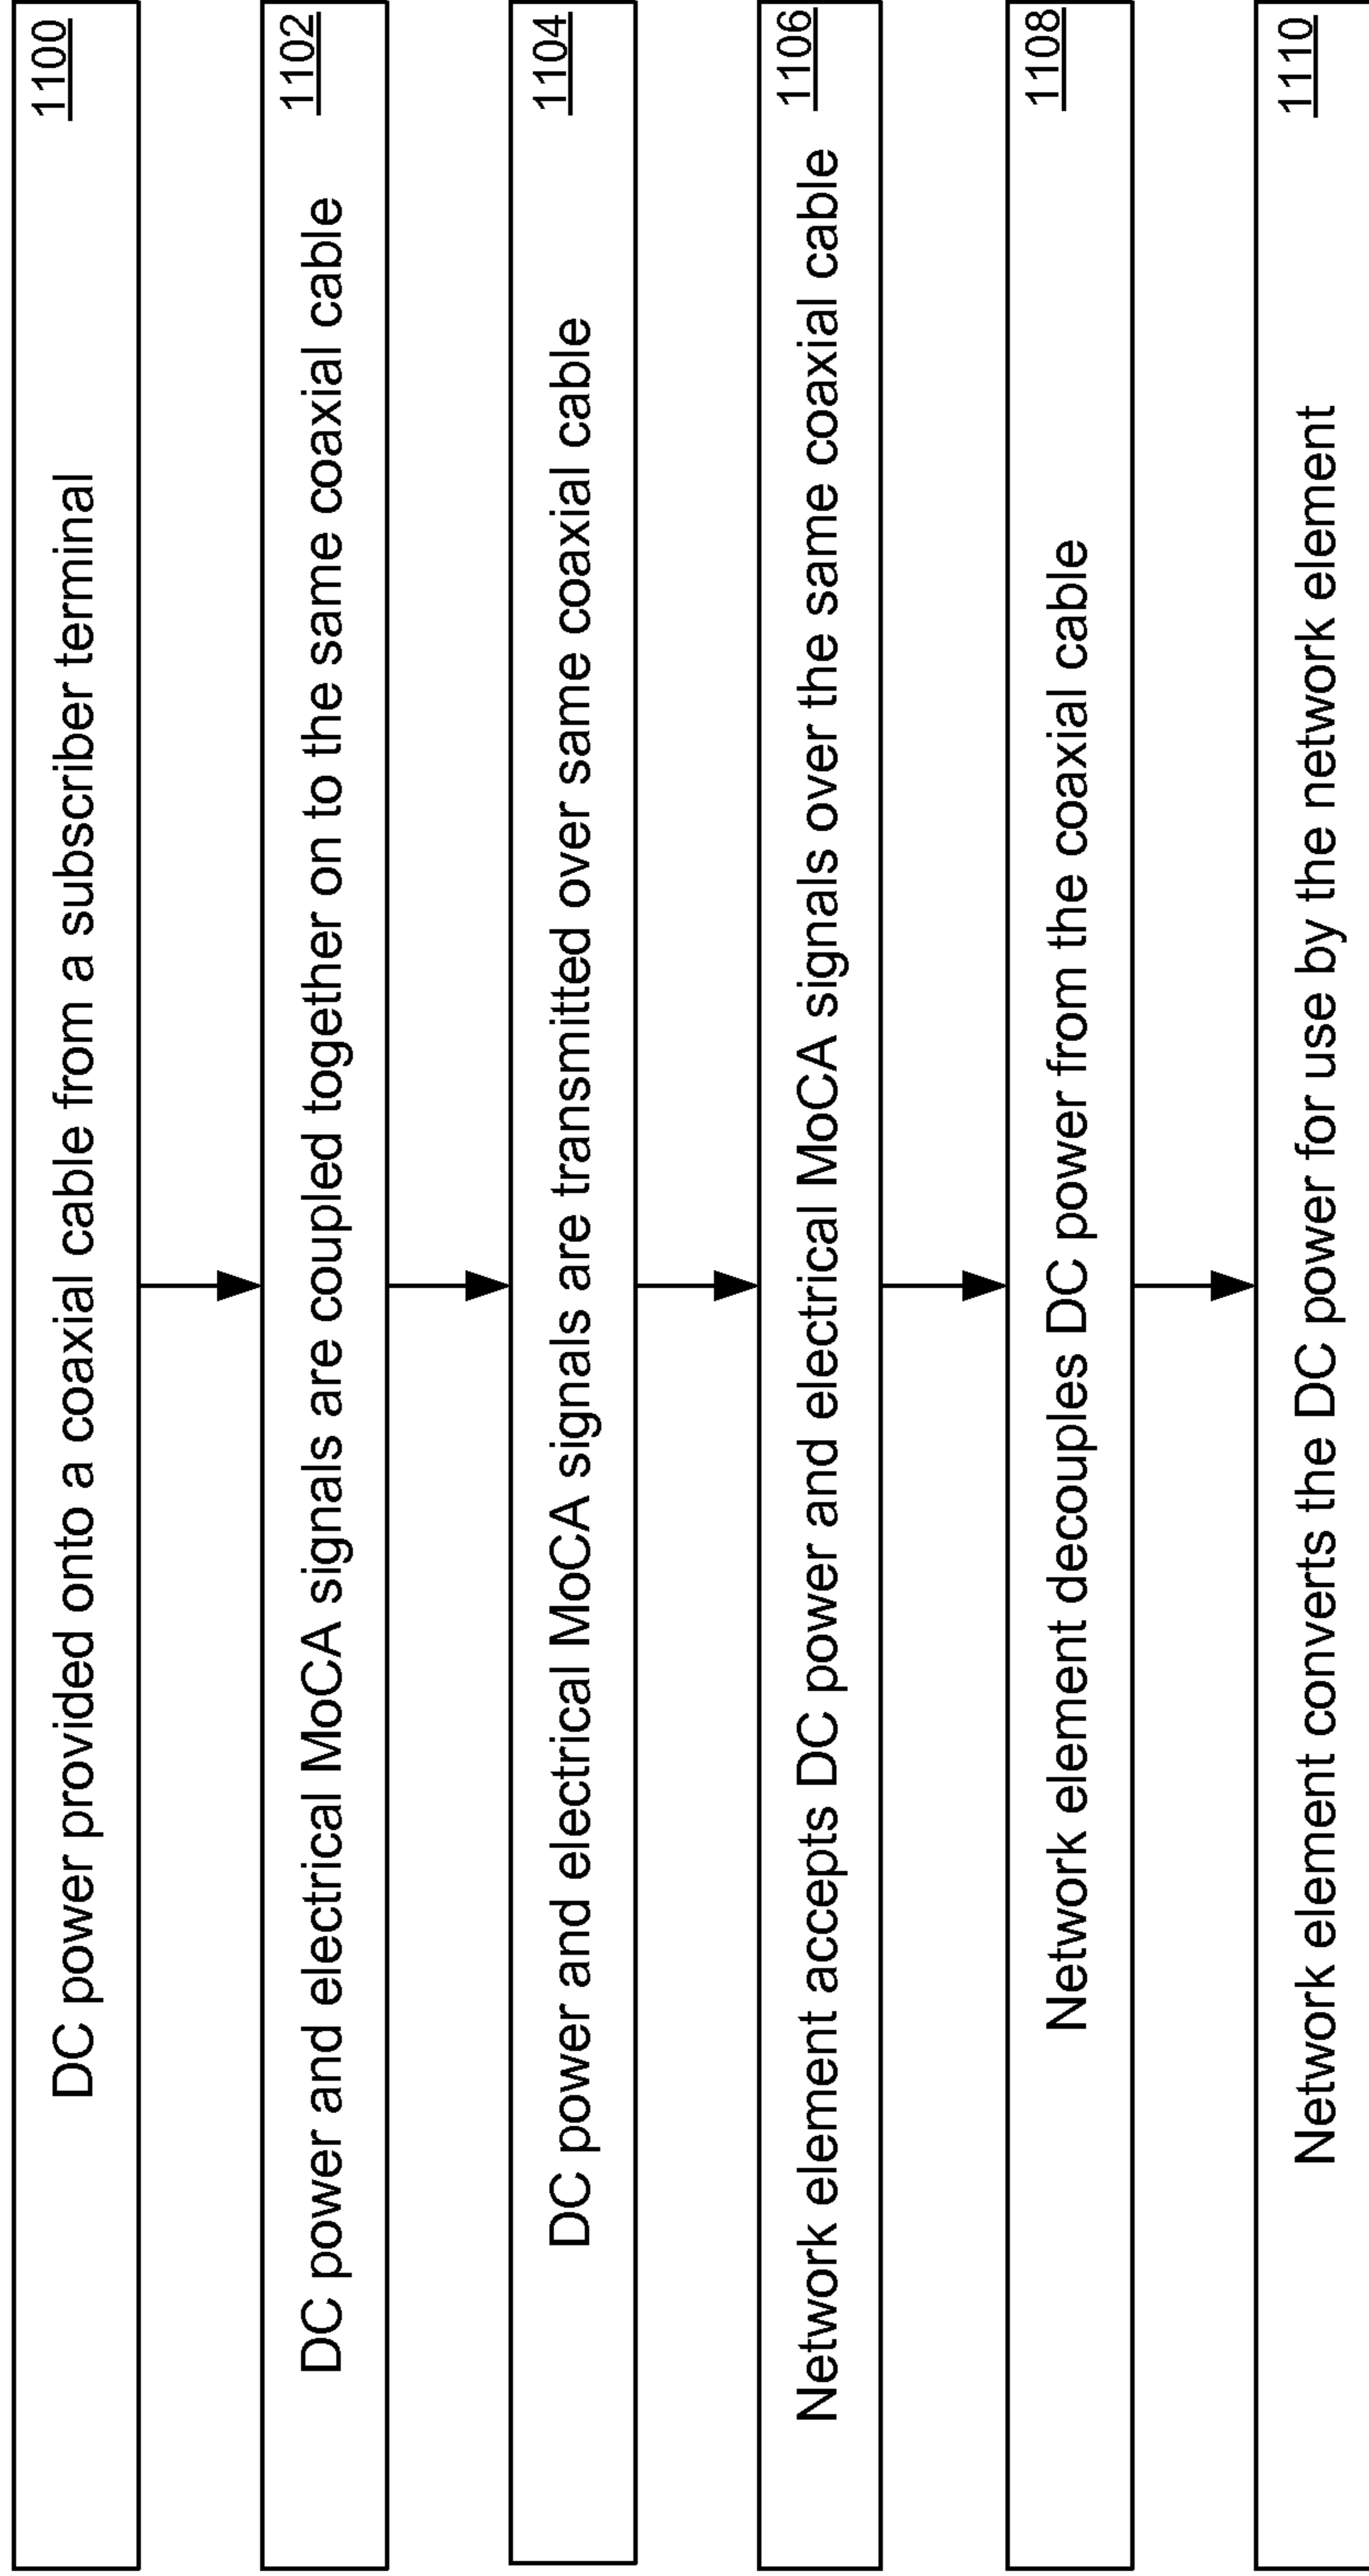 1100
DC power provided onto a coaxial cable from a subscriber terminal
1102
DC power and electrical MoCA signals are coupled together on to the same coaxial cable
1104
DC power and electrical MoCA signals are transmitted over same coaxial cable
1106
Network element accepts DC power and electrical MoCA signals over the same coaxial cable
1108
Network element decouples DC power from the coaxial cable
1110
Network element converts the DC power for use by the network element